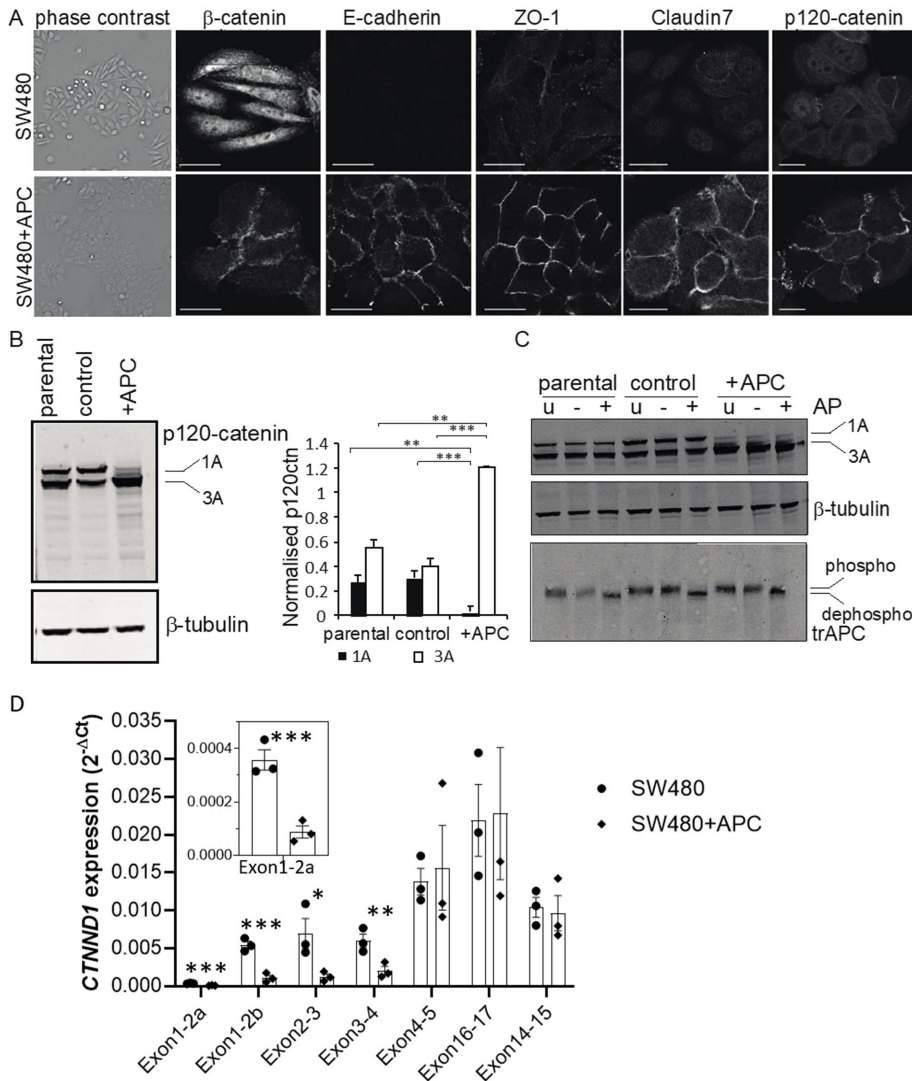 A
phase contrast β-catenin E-cadherin ZO-1 Claudin7 p120-catenin
SW480
SW480+APC
B
parental control +APC
p120-catenin
1A
3A
β-tubulin
** *** ** ***
Normalised p120ctn
1.4
1.2
0.8
0.6
0.4
0.2
0
parental control +APC
1A 3A
C
parental control +APC
u - + u - + u - + AP
1A
3A
β-tubulin
phospho
dephospho
trAPC
D
CTNND1 expression (2-ΔCt)
0.035
0.030
0.025
0.020
0.015
0.010
0.005
0.000
0.0004
0.0002
0.0000
***
Exon1-2a
*** *** * **
SW480
SW480+APC
Exon1-2a Exon1-2b Exon2-3 Exon3-4 Exon4-5 Exon16-17 Exon14-15